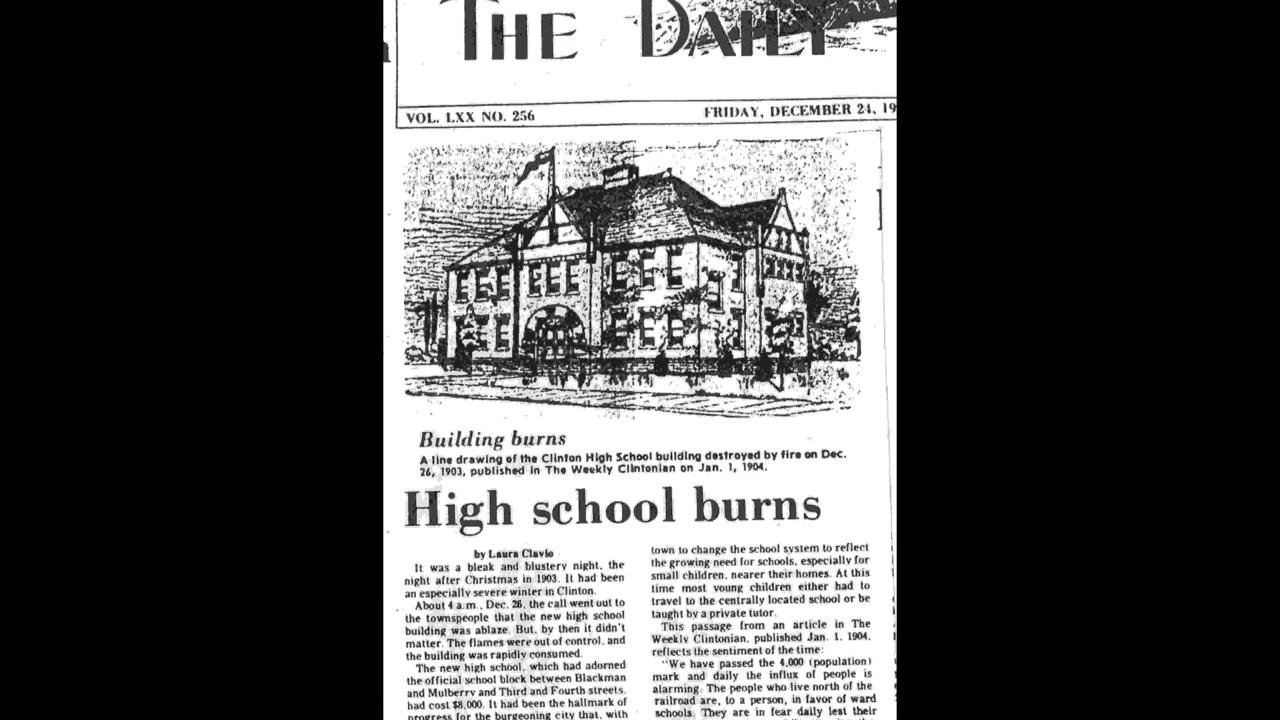 THE DAILY
VOL. LXX NO. 256
FRIDAY, DECEMBER 24, 19
Building burns
A line drawing of the Clinton High School building destroyed by fire on Dec.
26, 1903, published in The Weekly Clintonian on Jan. 1, 1904.
High school burns
by Laura Clavio
It was a bleak and blustery night, the
night after Christmas in 1903. It had been
an especially severe winter in Clinton.
About 4 a.m., Dec. 26, the call went out to
the townspeople that the new high school
building was ablaze. But, by then it didn't
matter. The flames were out of control, and
the building was rapidly consumed.
The new high school, which had adorned
the official school block between Blackman
and Mulberry and Third and Fourth streets,
had cost $8,000. It had been the hallmark of
progress for the burgeoning city that, with
town to change the school system to reflect
the growing need for schools, especially for
small children, nearer their homes. At this
time most young children either had to
travel to the centrally located school or be
taught by a private tutor.
This passage from an article in The
Weekly Clintonian, published Jan. 1, 1904,
reflects the sentiment of the time:
"We have passed the 4,000 (population)
mark and daily the influx of people is
alarming. The people who live north of the
railroad are, to a person, in favor of ward
schools. They are in fear daily lest their